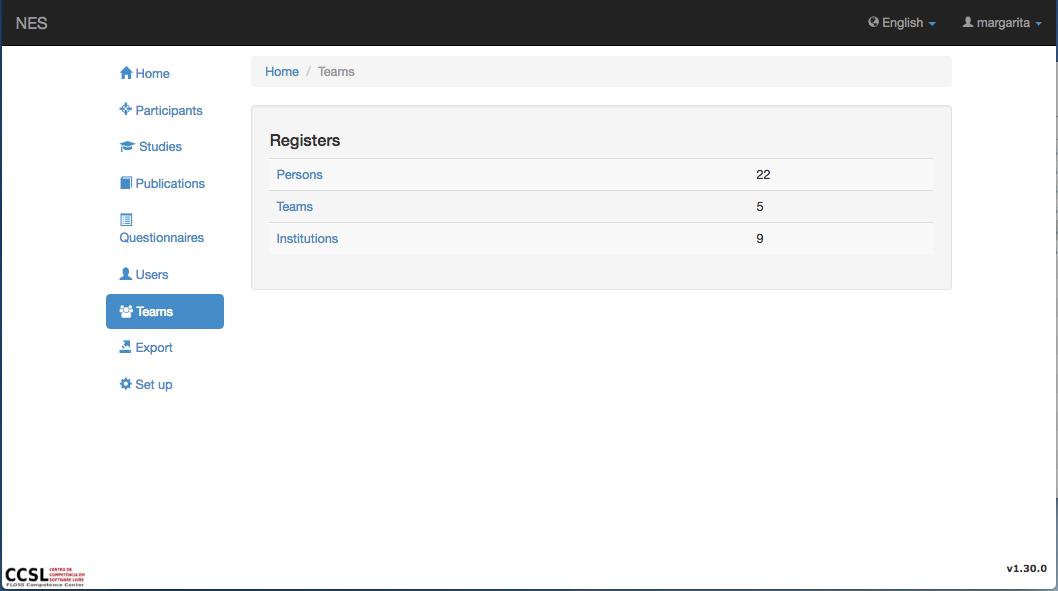 NES
English
margarita
Home
Participants
Studies
Publications
Questionnaires
Users
Teams
Export
Set up
Home / Teams
Registers
Persons 22
Teams 5
Institutions 9
CCSL CENTRO DE COMPETÊNCIA EM SOFTWARE LIVRE
FLOSS Competence Center
v1.30.0